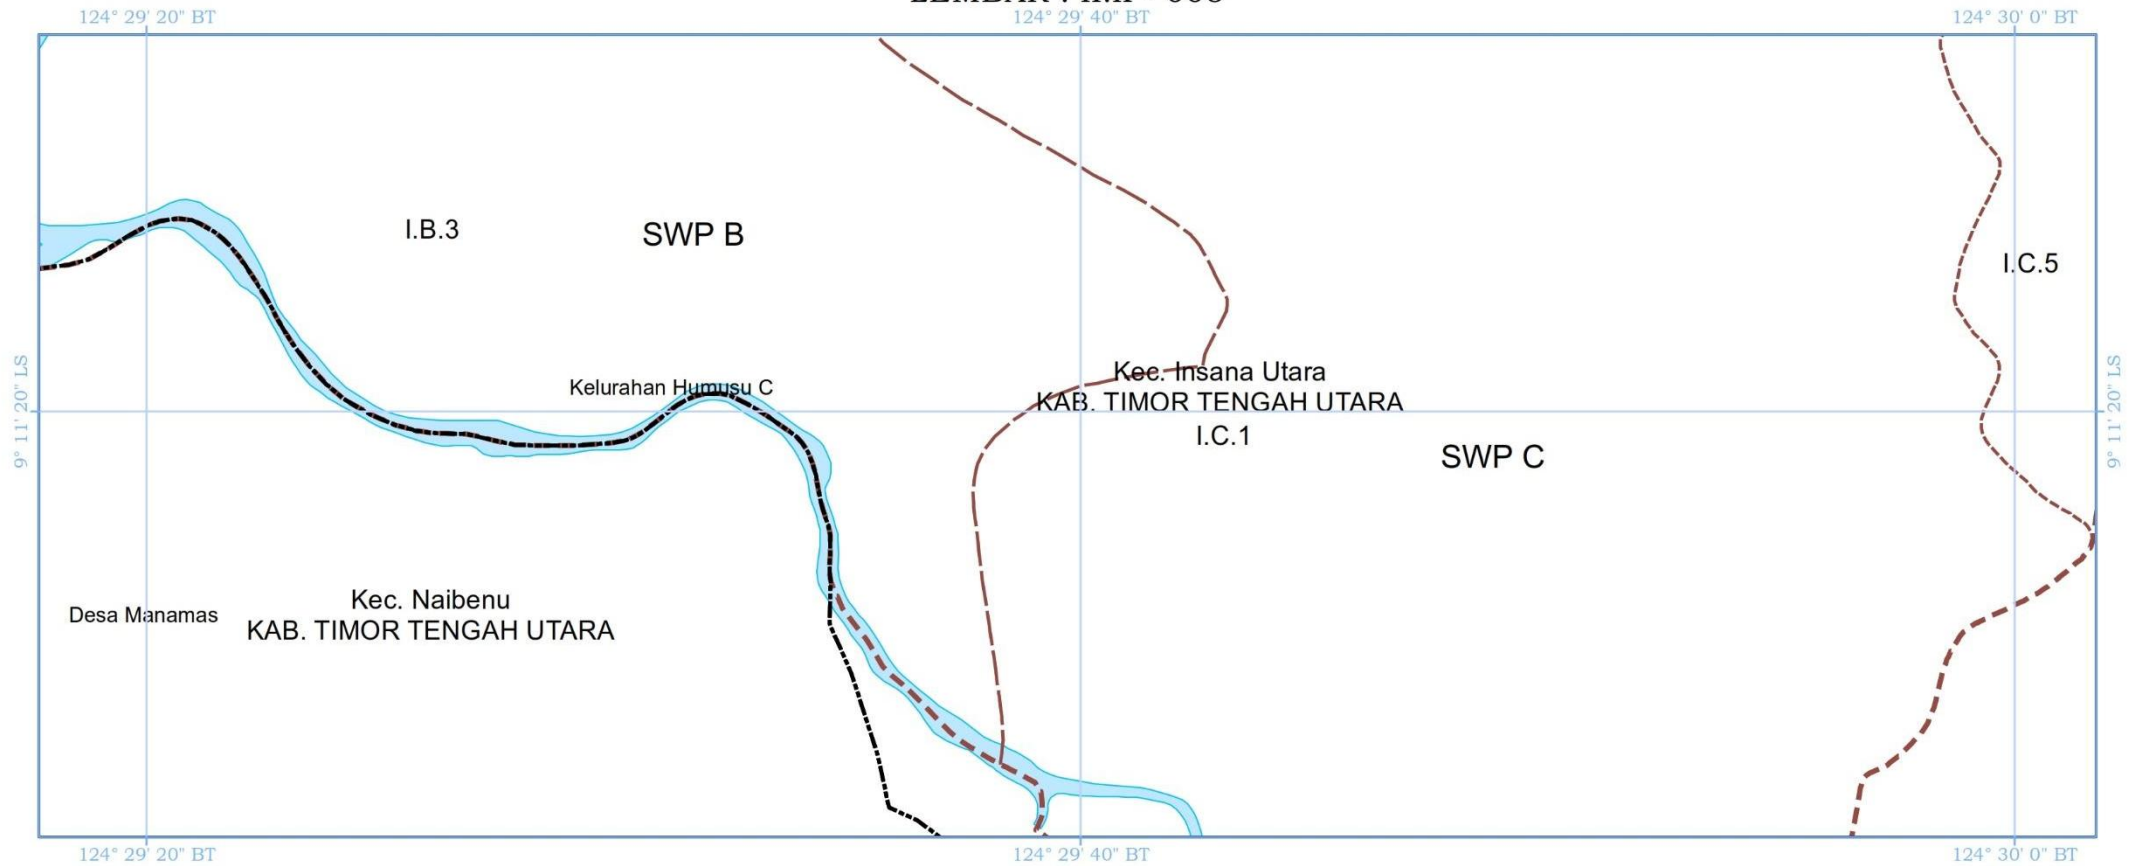 124° 29' 20" BT
124° 29' 40" BT
124° 30' 0" BT
I.B.3
SWP B
I.C.5
9° 11' 20" LS
Kelurahan Humusu C
Kec. Insana Utara
KAB. TIMOR TENGAH UTARA
I.C.1
SWP C
9° 11' 20" LS
Desa Manamas
Kec. Naibenu
KAB. TIMOR TENGAH UTARA
124° 29' 20" BT
124° 29' 40" BT
124° 30' 0" BT